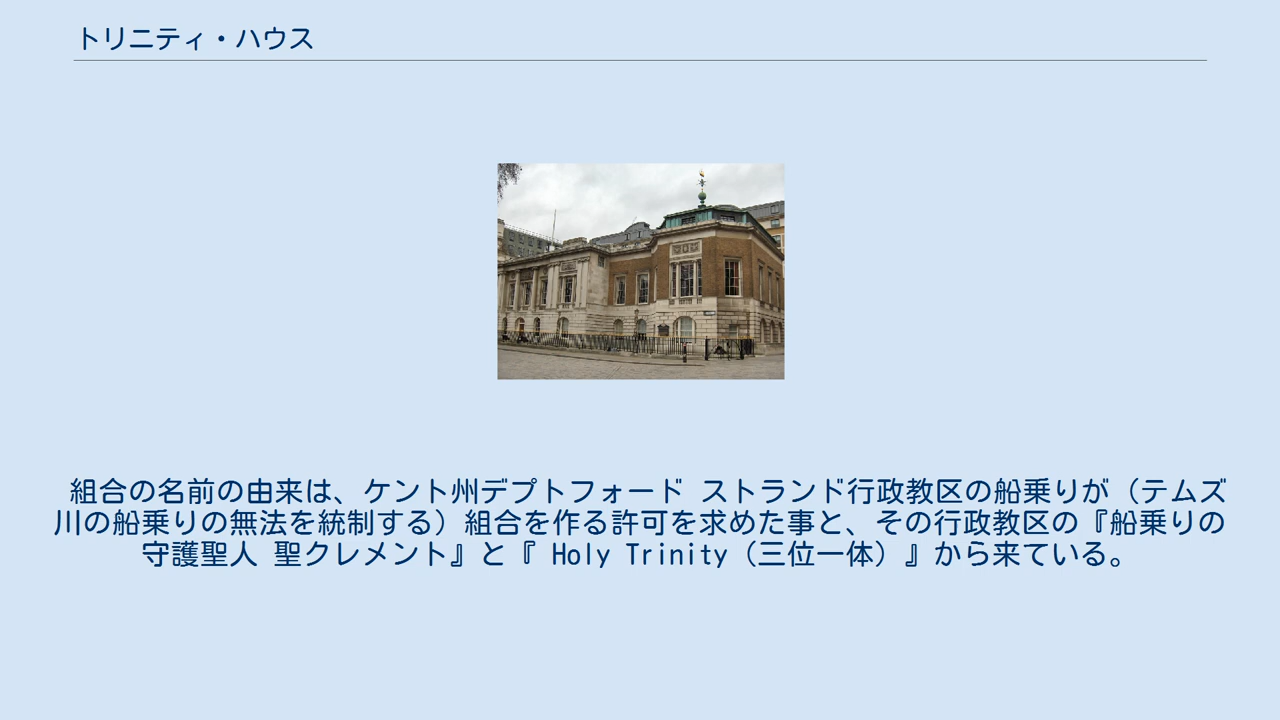 トリニティ・ハウス
組合の名前の由来は、ケント州デプトフォード ストランド行政教区の船乗りが（テムズ
川の船乗りの無法を統制する）組合を作る許可を求めた事と、その行政教区の『船乗りの
守護聖人 聖クレメント』と『 Holy Trinity（三位一体）』から来ている。